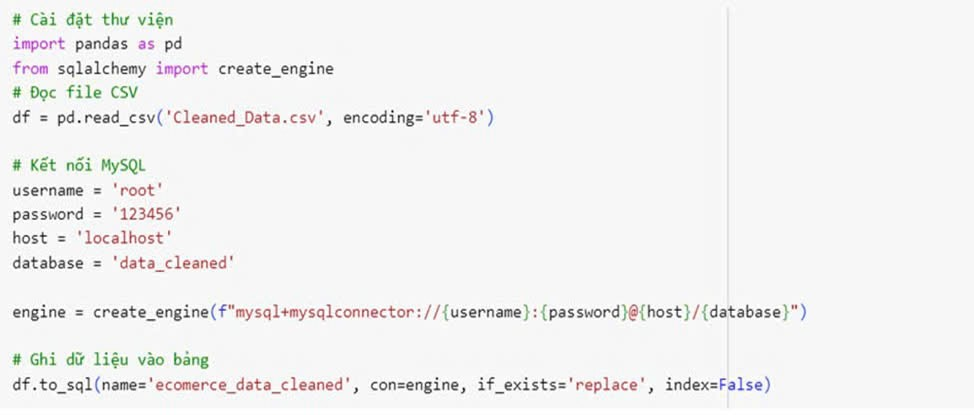 # Cài đặt thư viện
import pandas as pd
from sqlalchemy import create_engine
# Đọc file CSV
df = pd.read_csv('Cleaned_Data.csv', encoding='utf-8')
# Kết nối MySQL
username = 'root'
password = '123456'
host = 'localhost'
database = 'data_cleaned'
engine = create_engine(f"mysql+mysqlconnector://{username}:{password}@{host}/{database}")
# Ghi dữ liệu vào bảng
df.to_sql(name='ecomerce_data_cleaned', con=engine, if_exists='replace', index=False)